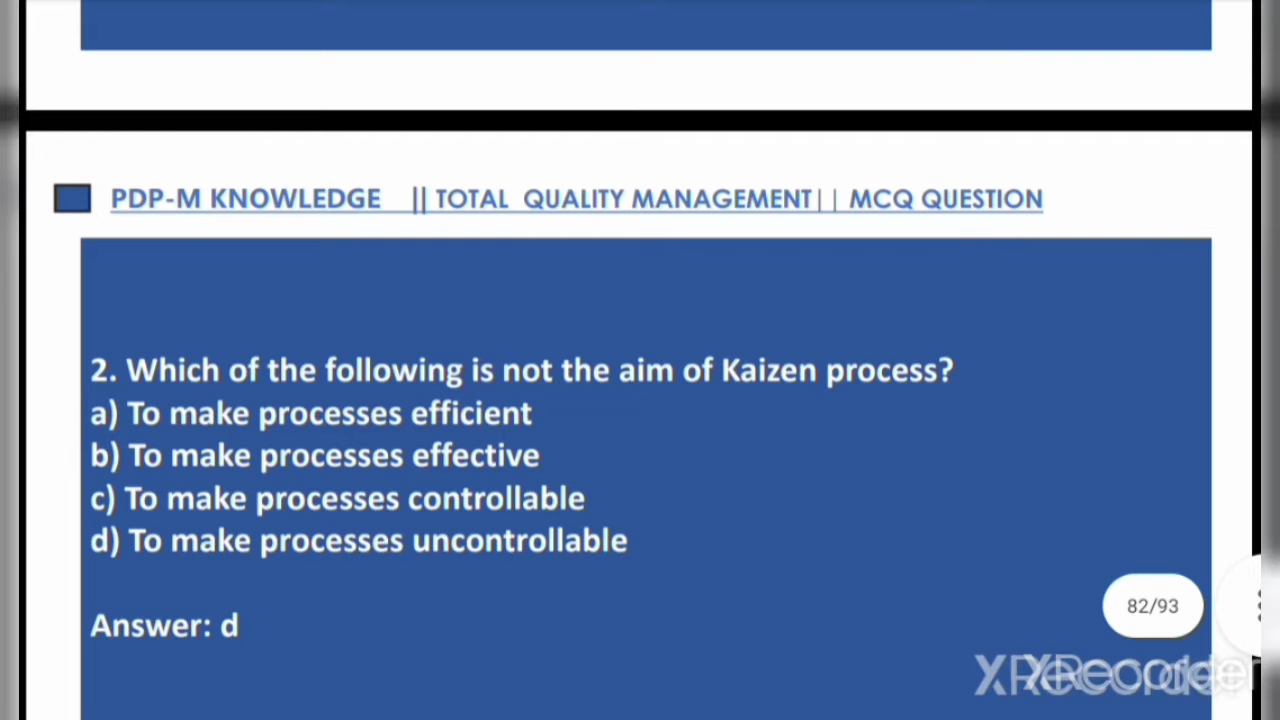 PDP-M KNOWLEDGE || TOTAL QUALITY MANAGEMENT|| MCQ QUESTION
2. Which of the following is not the aim of Kaizen process?
a) To make processes efficient
b) To make processes effective
c) To make processes controllable
d) To make processes uncontrollable
Answer: d
82/93
XRecorder